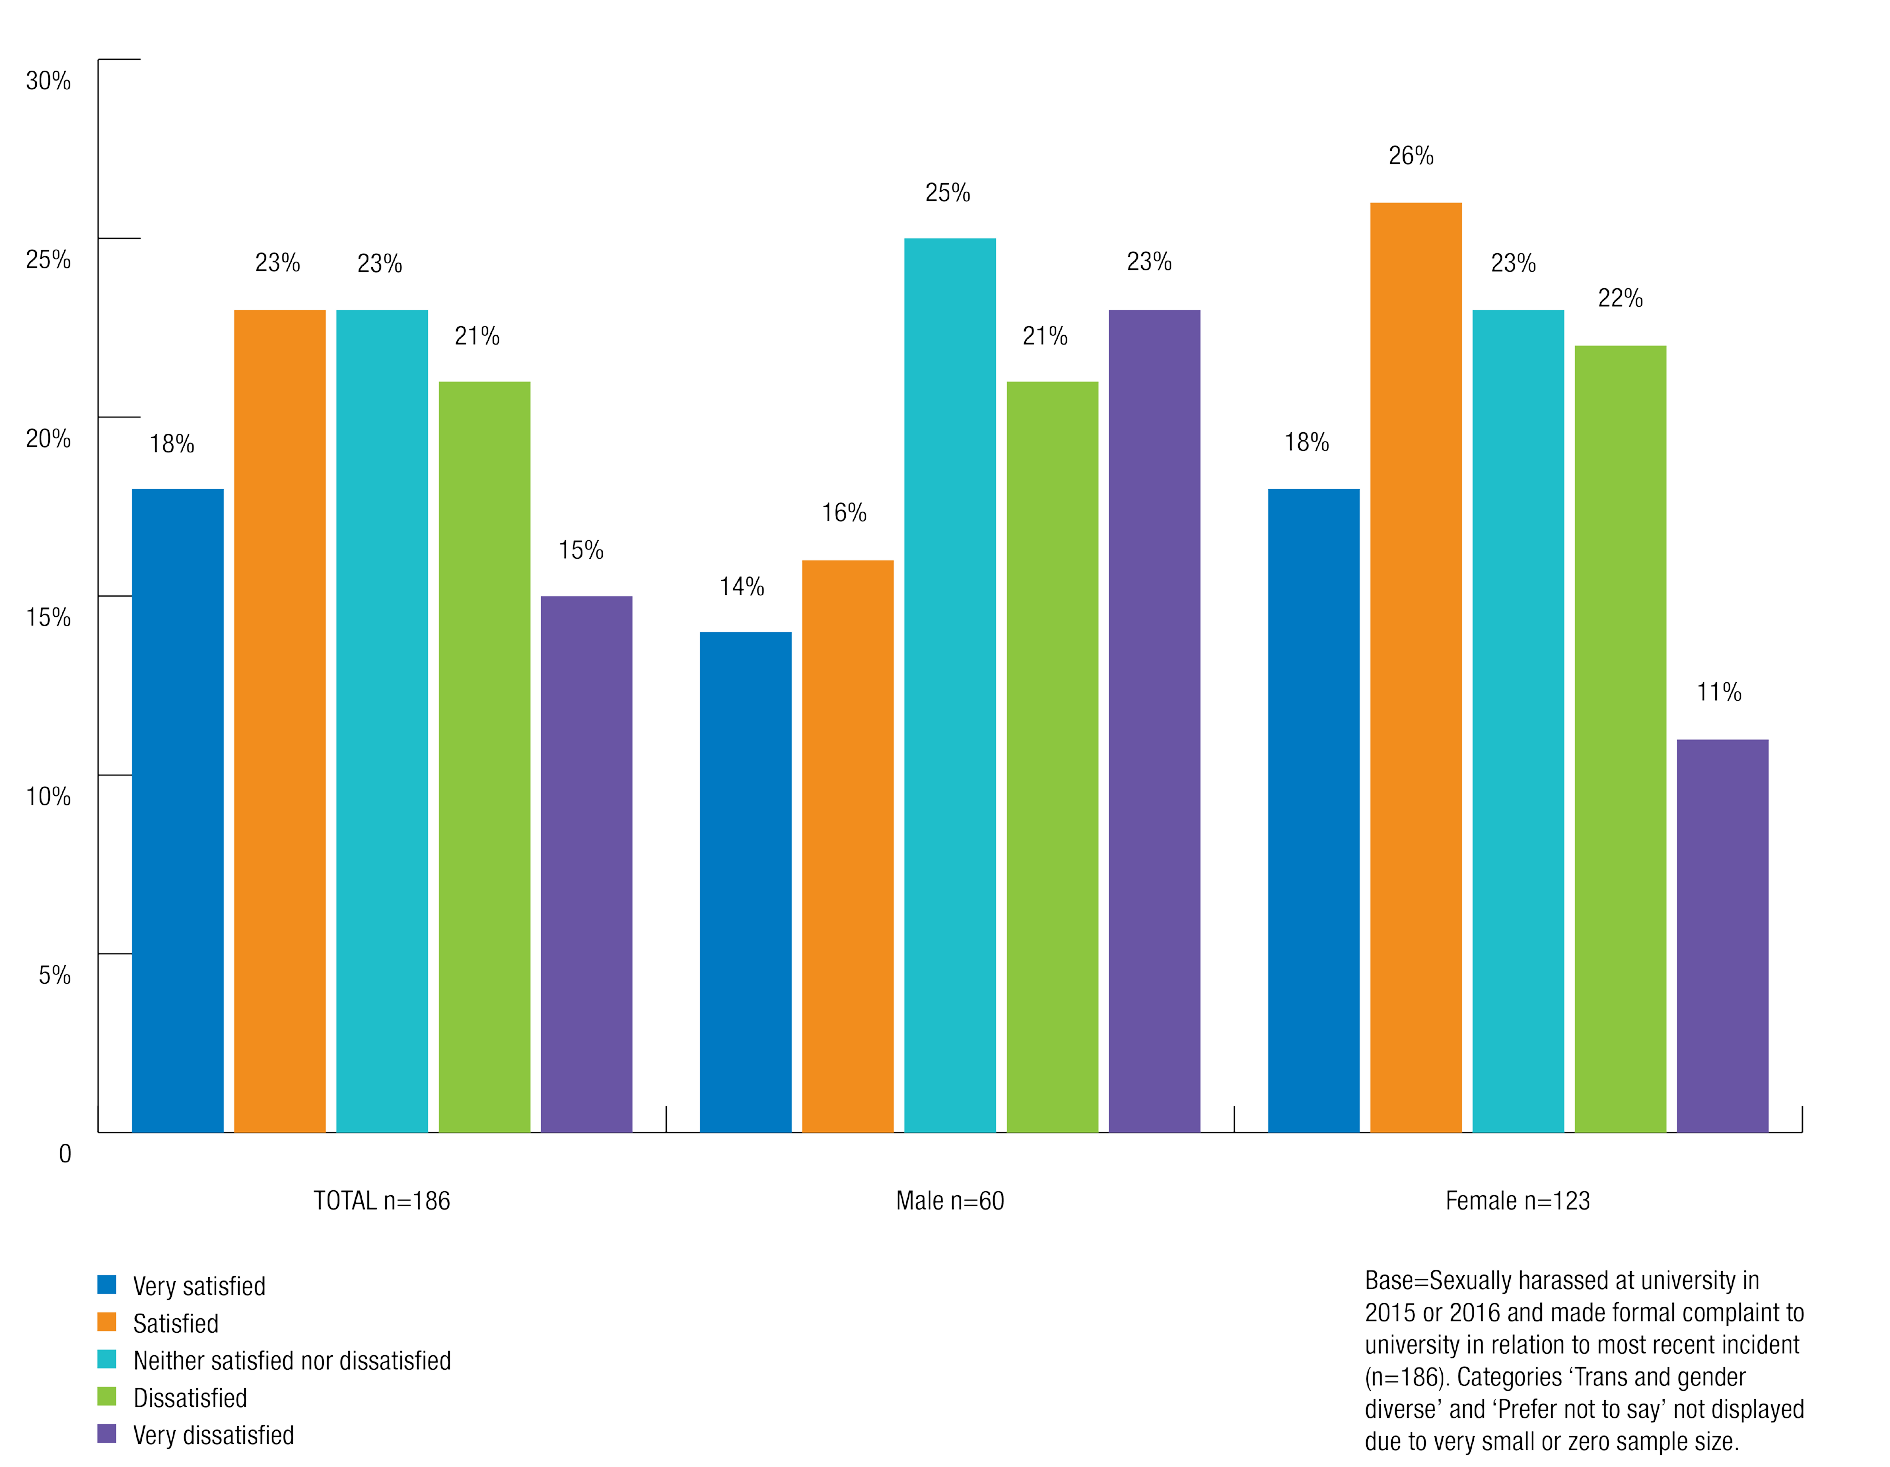 30%
25%
20%
15%
10%
5%
0
18%
23%
23%
21%
15%
14%
16%
25%
21%
23%
18%
26%
23%
22%
11%
TOTAL n=186
Male n=60
Female n=123
Very satisfied
Satisfied
Neither satisfied nor dissatisfied
Dissatisfied
Very dissatisfied
Base=Sexually harassed at university in
2015 or 2016 and made formal complaint to
university in relation to most recent incident
(n=186). Categories ‘Trans and gender
diverse’ and ‘Prefer not to say’ not displayed
due to very small or zero sample size.